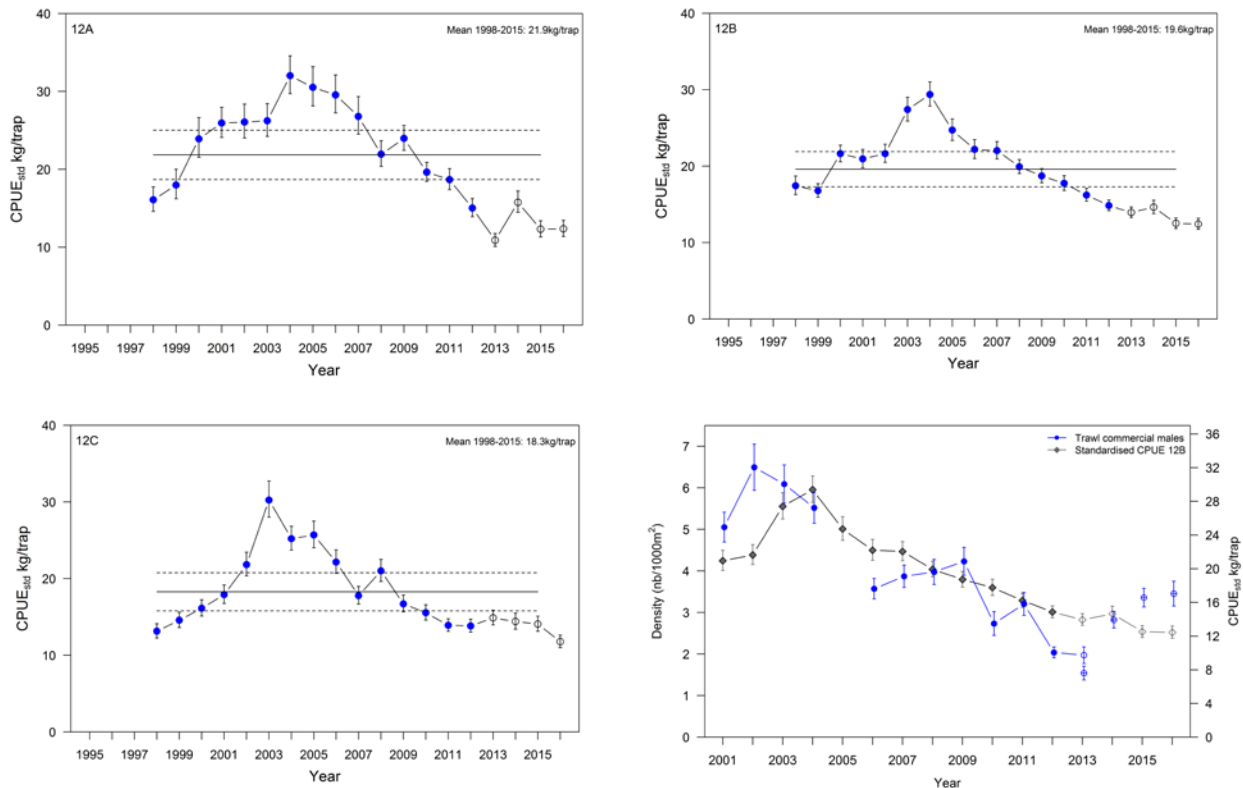 12A
Mean 1998-2015: 21.9kg/trap
40
30
20
10
0
CPUEstd kg/trap
1995 1997 1999 2001 2003 2005 2007 2009 2011 2013 2015
Year
12B
Mean 1998-2015: 19.6kg/trap
40
30
20
10
0
CPUEstd kg/trap
1995 1997 1999 2001 2003 2005 2007 2009 2011 2013 2015
Year
12C
Mean 1998-2015: 18.3kg/trap
40
30
20
10
0
CPUEstd kg/trap
1995 1997 1999 2001 2003 2005 2007 2009 2011 2013 2015
Year
Trawl commercial males
Standardised CPUE 12B
7
6
5
4
3
2
1
0
Density (nb/1000m²)
36
32
28
24
20
16
12
8
4
0
CPUEstd kg/trap
2001 2003 2005 2007 2009 2011 2013 2015
Year